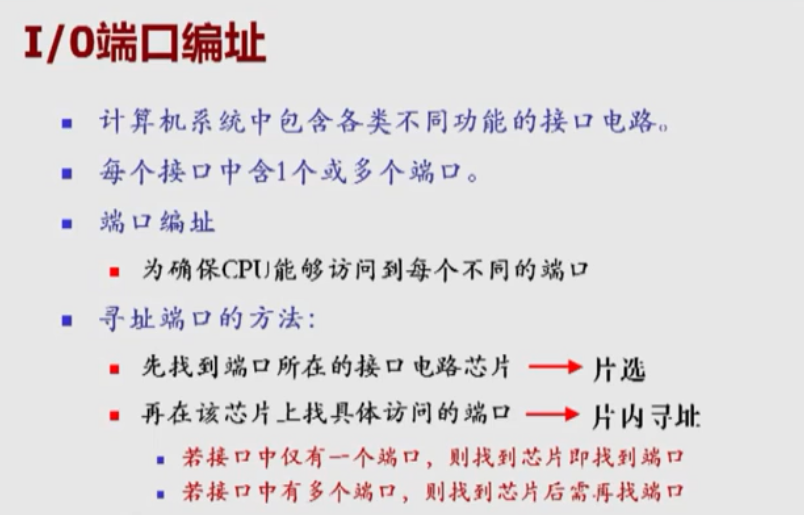 I/O端口编址
计算机系统中包含各类不同功能的接口电路。
每个接口中含1个或多个端口。
端口编址
为确保CPU能够访问到每个不同的端口
寻址端口的方法:
先找到端口所在的接口电路芯片 → 片选
再在该芯片上找具体访问的端口 → 片内寻址
若接口中仅有一个端口，则找到芯片即找到端口
若接口中有多个端口，则找到芯片后需再找端口